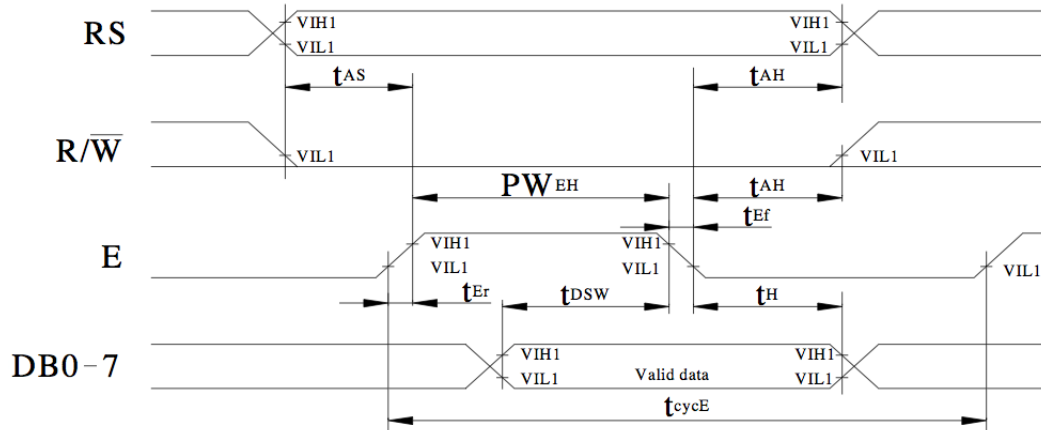 RS VIH1 VIH1
VIL1 VIL1
tAS tAH
R/W̅ VIL1 VIL1
PWEH tAH
tEf
E VIH1 VIH1
VIL1 VIL1 VIL1
tEr tDSW tH
DB0-7 VIH1 VIH1
VIL1 Valid data VIL1
tcycE